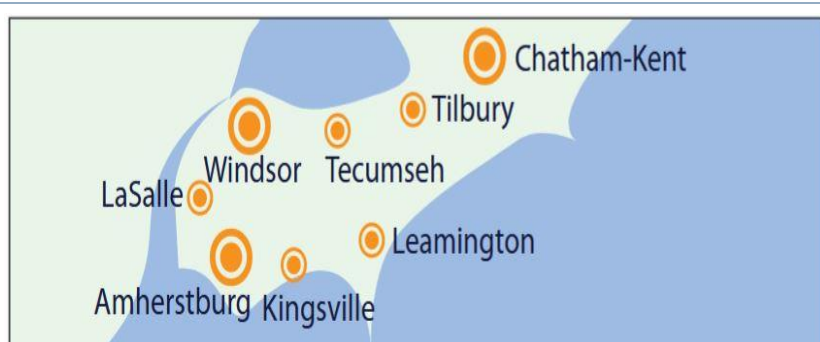 Chatham-Kent
Tilbury
Windsor
Tecumseh
LaSalle
Leamington
Amherstburg
Kingsville